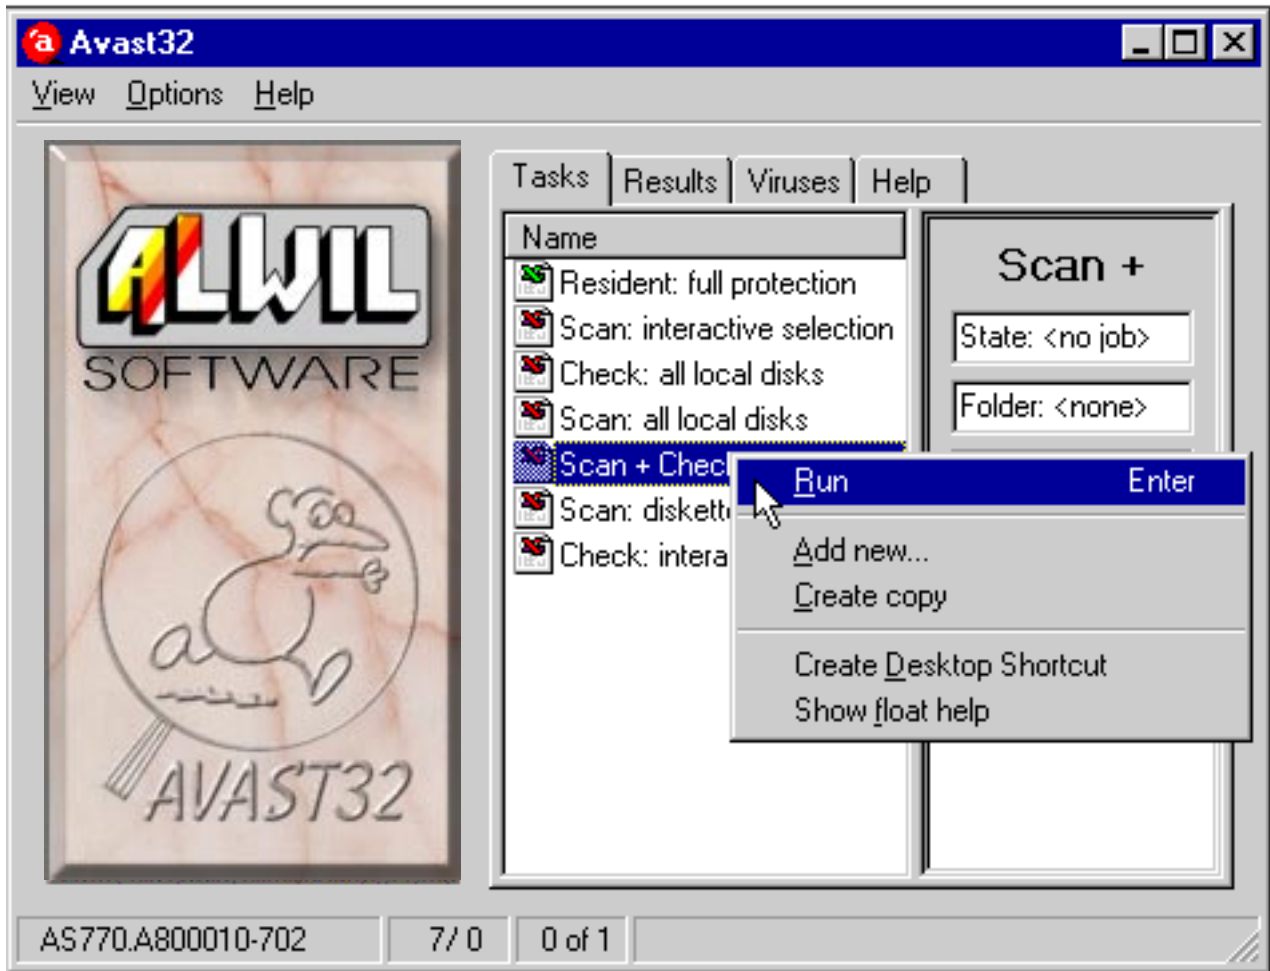 Avast32
View Options Help
ALWIL
SOFTWARE
AVAST32
Tasks Results Viruses Help
Name
Resident: full protection
Scan: interactive selection
Check: all local disks
Scan: all local disks
Scan + Chec
Scan: diskett
Check: intera
Scan +
State: <no job>
Folder: <none>
Run Enter
Add new...
Create copy
Create Desktop Shortcut
Show float help
AS770.A800010-702 7/ 0 0 of 1